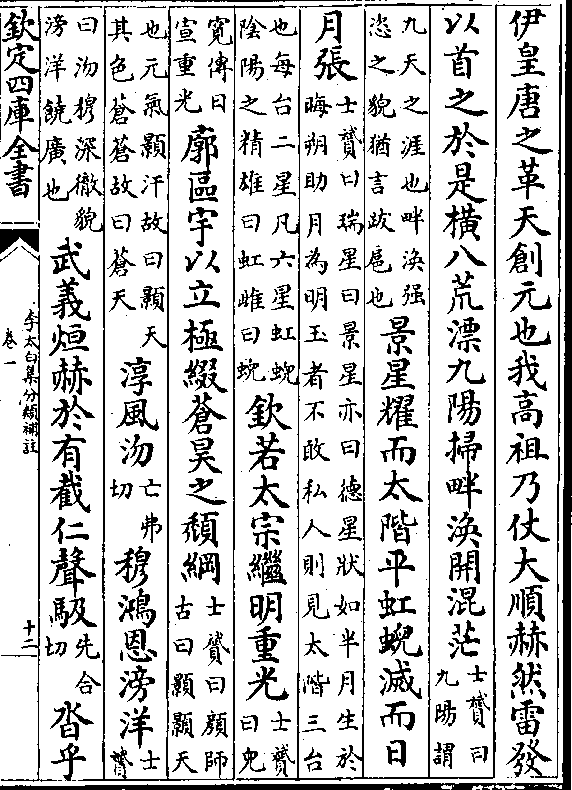 伊皇唐之革天創元也我高祖乃仗大順赫然雷發
以首之於是橫八荒漂九陽掃畔渙開混茫
士贇曰
九陽謂
九天之涯也畔渙强
恣之貌猶言跋扈也
景星耀而太階平虹蜺滅而日
月張
士贇曰瑞星曰景星亦曰德星狀如半月生於
晦朔助月為明玉者不敢私人則見太階三台
也每台二星凡六星虹蜺
陰陽之精雄曰虹雌曰蜺
欽若太宗繼明重光
士贇
曰兒
寛傳曰
宣重光
廓區宇以立極綴蒼昊之頽綱
士贇曰顔師
古曰顥顥天
也元氣顥汗故曰顥天
其色蒼蒼故曰蒼天
淳風沕
亡弗
切
穆鴻恩滂洋
士
贇
曰沕穆深徹貌
滂洋饒廣也
武義烜赫於有截仁聲馺
先合
切
沓乎
欽定四庫全書
李太白集分類補註
卷一
十二